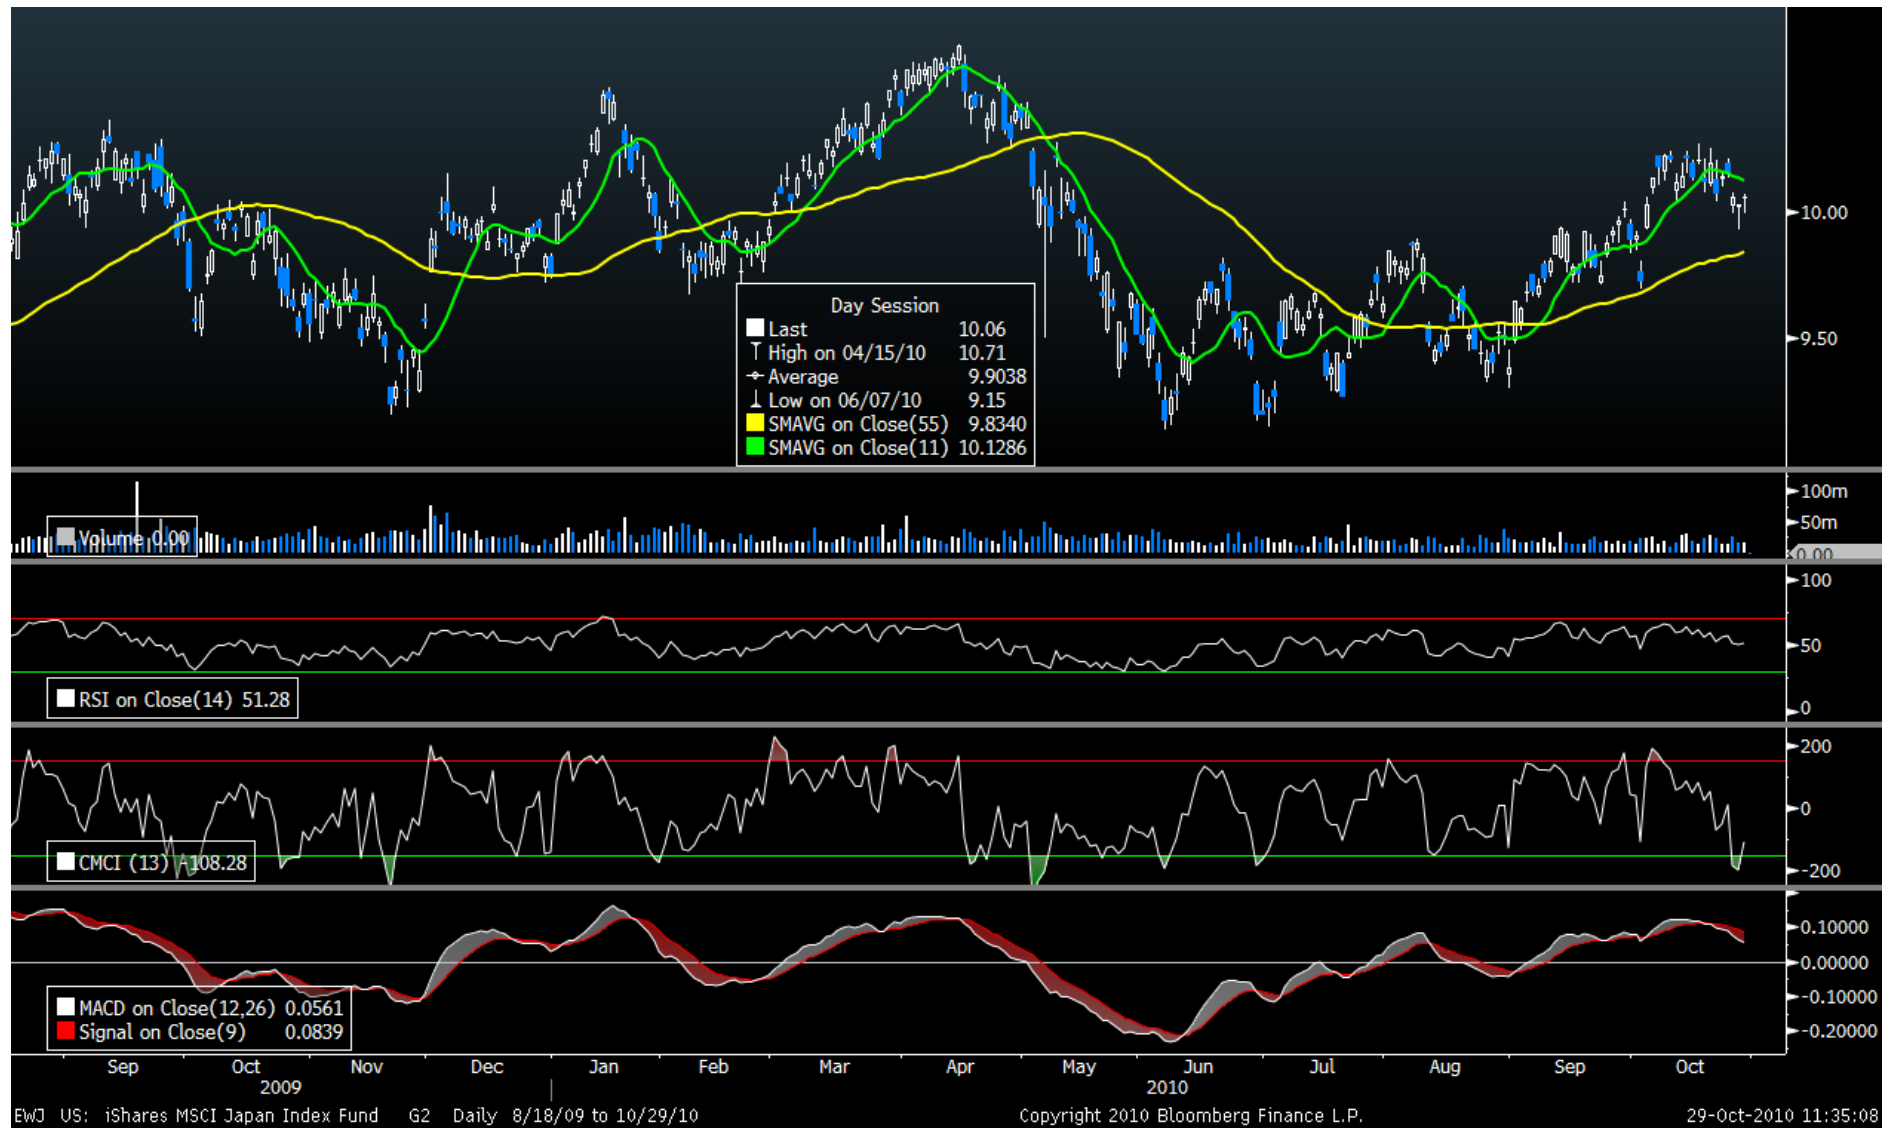 Day Session
Last 10.06
High on 04/15/10 10.71
Average 9.9038
Low on 06/07/10 9.15
SMAVG on Close(55) 9.8340
SMAVG on Close(11) 10.1286
10.00
9.50
Volume 0.00
100m
50m
0.00
RSI on Close(14) 51.28
100
50
0
CMCI (13) -108.28
200
0
-200
MACD on Close(12,26) 0.0561
Signal on Close(9) 0.0839
0.10000
0.00000
-0.10000
-0.20000
Sep Oct Nov Dec Jan Feb Mar Apr May Jun Jul Aug Sep Oct
2009 2010
EWJ US: iShares MSCI Japan Index Fund G2 Daily 8/18/09 to 10/29/10 Copyright 2010 Bloomberg Finance L.P. 29-Oct-2010 11:35:08